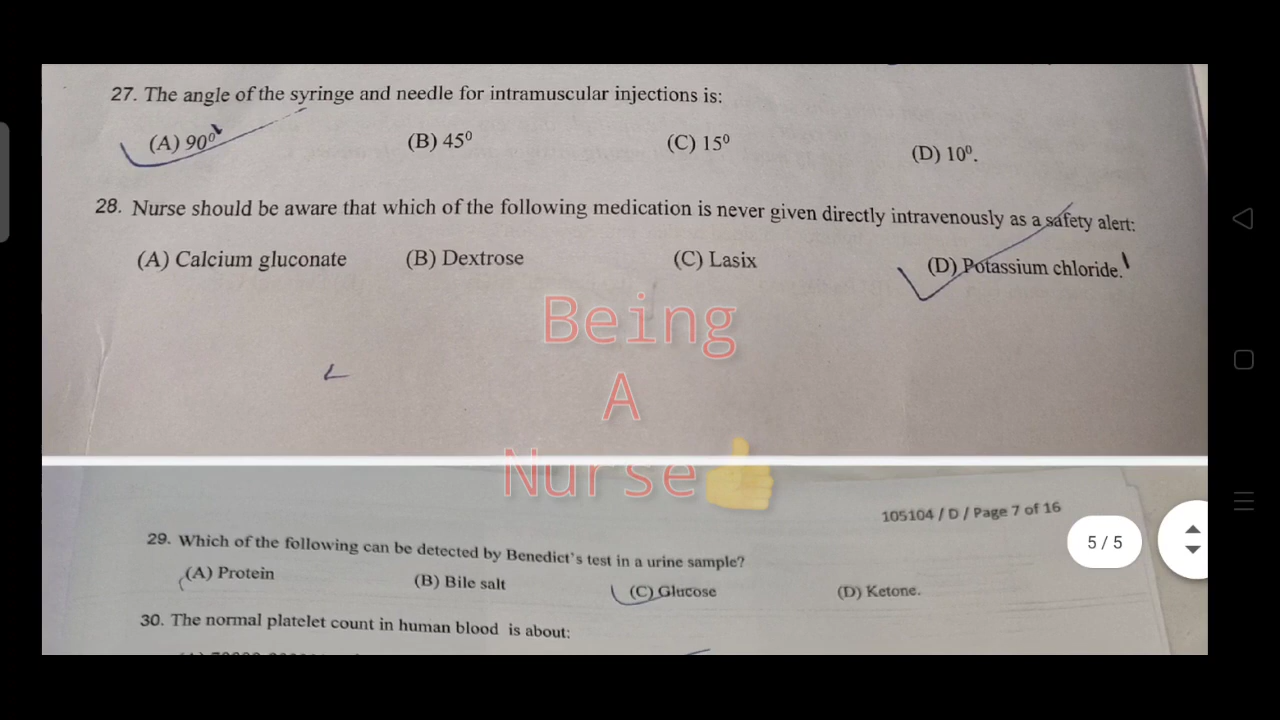 27. The angle of the syringe and needle for intramuscular injections is:
(A) 90⁰ (B) 45⁰ (C) 15⁰ (D) 10⁰.
28. Nurse should be aware that which of the following medication is never given directly intravenously as a safety alert:
(A) Calcium gluconate (B) Dextrose (C) Lasix (D) Potassium chloride.
Being
A
Nurse👍
105104 / D / Page 7 of 16
5 / 5
29. Which of the following can be detected by Benedict's test in a urine sample?
(A) Protein (B) Bile salt (C) Glucose (D) Ketone.
30. The normal platelet count in human blood is about: